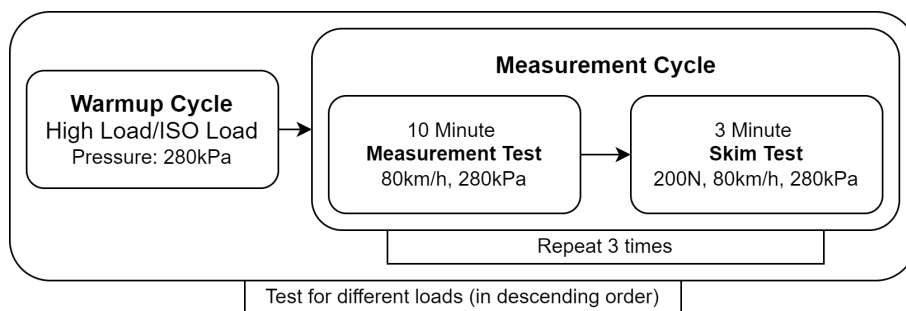 Warmup Cycle
High Load/ISO Load
Pressure: 280kPa
Measurement Cycle
10 Minute
Measurement Test
80km/h, 280kPa
3 Minute
Skim Test
200N, 80km/h, 280kPa
Repeat 3 times
Test for different loads (in descending order)